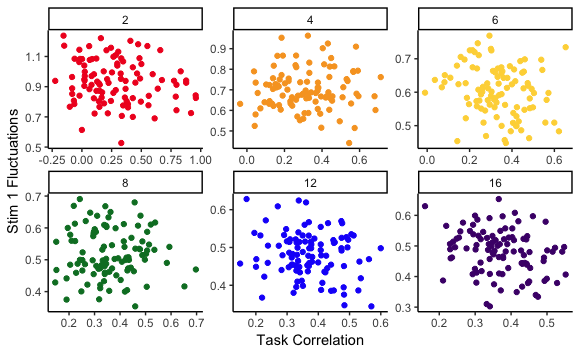 2 4 6
1.1 0.9 0.7 0.5
0.9 0.8 0.7 0.6 0.5
0.7 0.6 0.5
-0.25 0.00 0.25 0.50 0.75 1.00
0.0 0.2 0.4 0.6
0.0 0.2 0.4 0.6
Stim 1 Fluctuations
8 12 16
0.7 0.6 0.5 0.4
0.6 0.5 0.4
0.6 0.5 0.4 0.3
0.2 0.3 0.4 0.5 0.6 0.7
0.2 0.3 0.4 0.5 0.6
0.2 0.3 0.4 0.5
Task Correlation